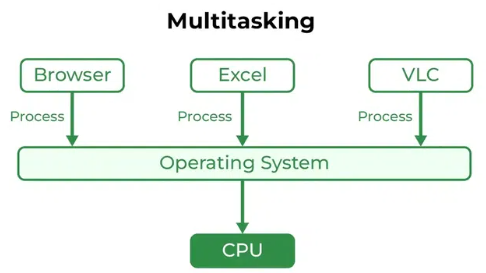 Multitasking
Browser Excel VLC
Process Process Process
Operating System
CPU